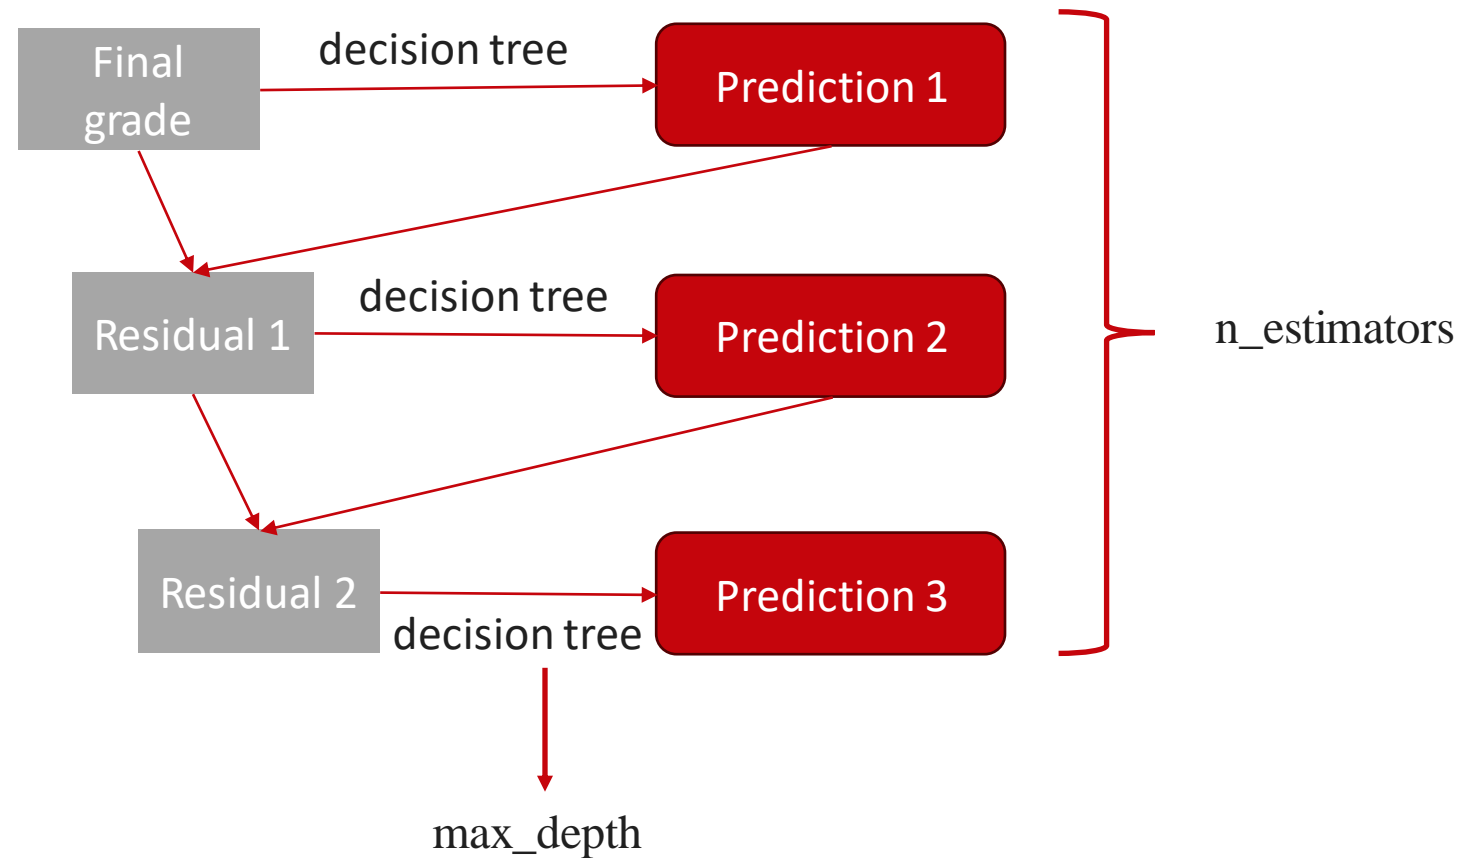 Final
grade
decision tree
Prediction 1
Residual 1
decision tree
Prediction 2
n_estimators
Residual 2
decision tree
Prediction 3
max_depth